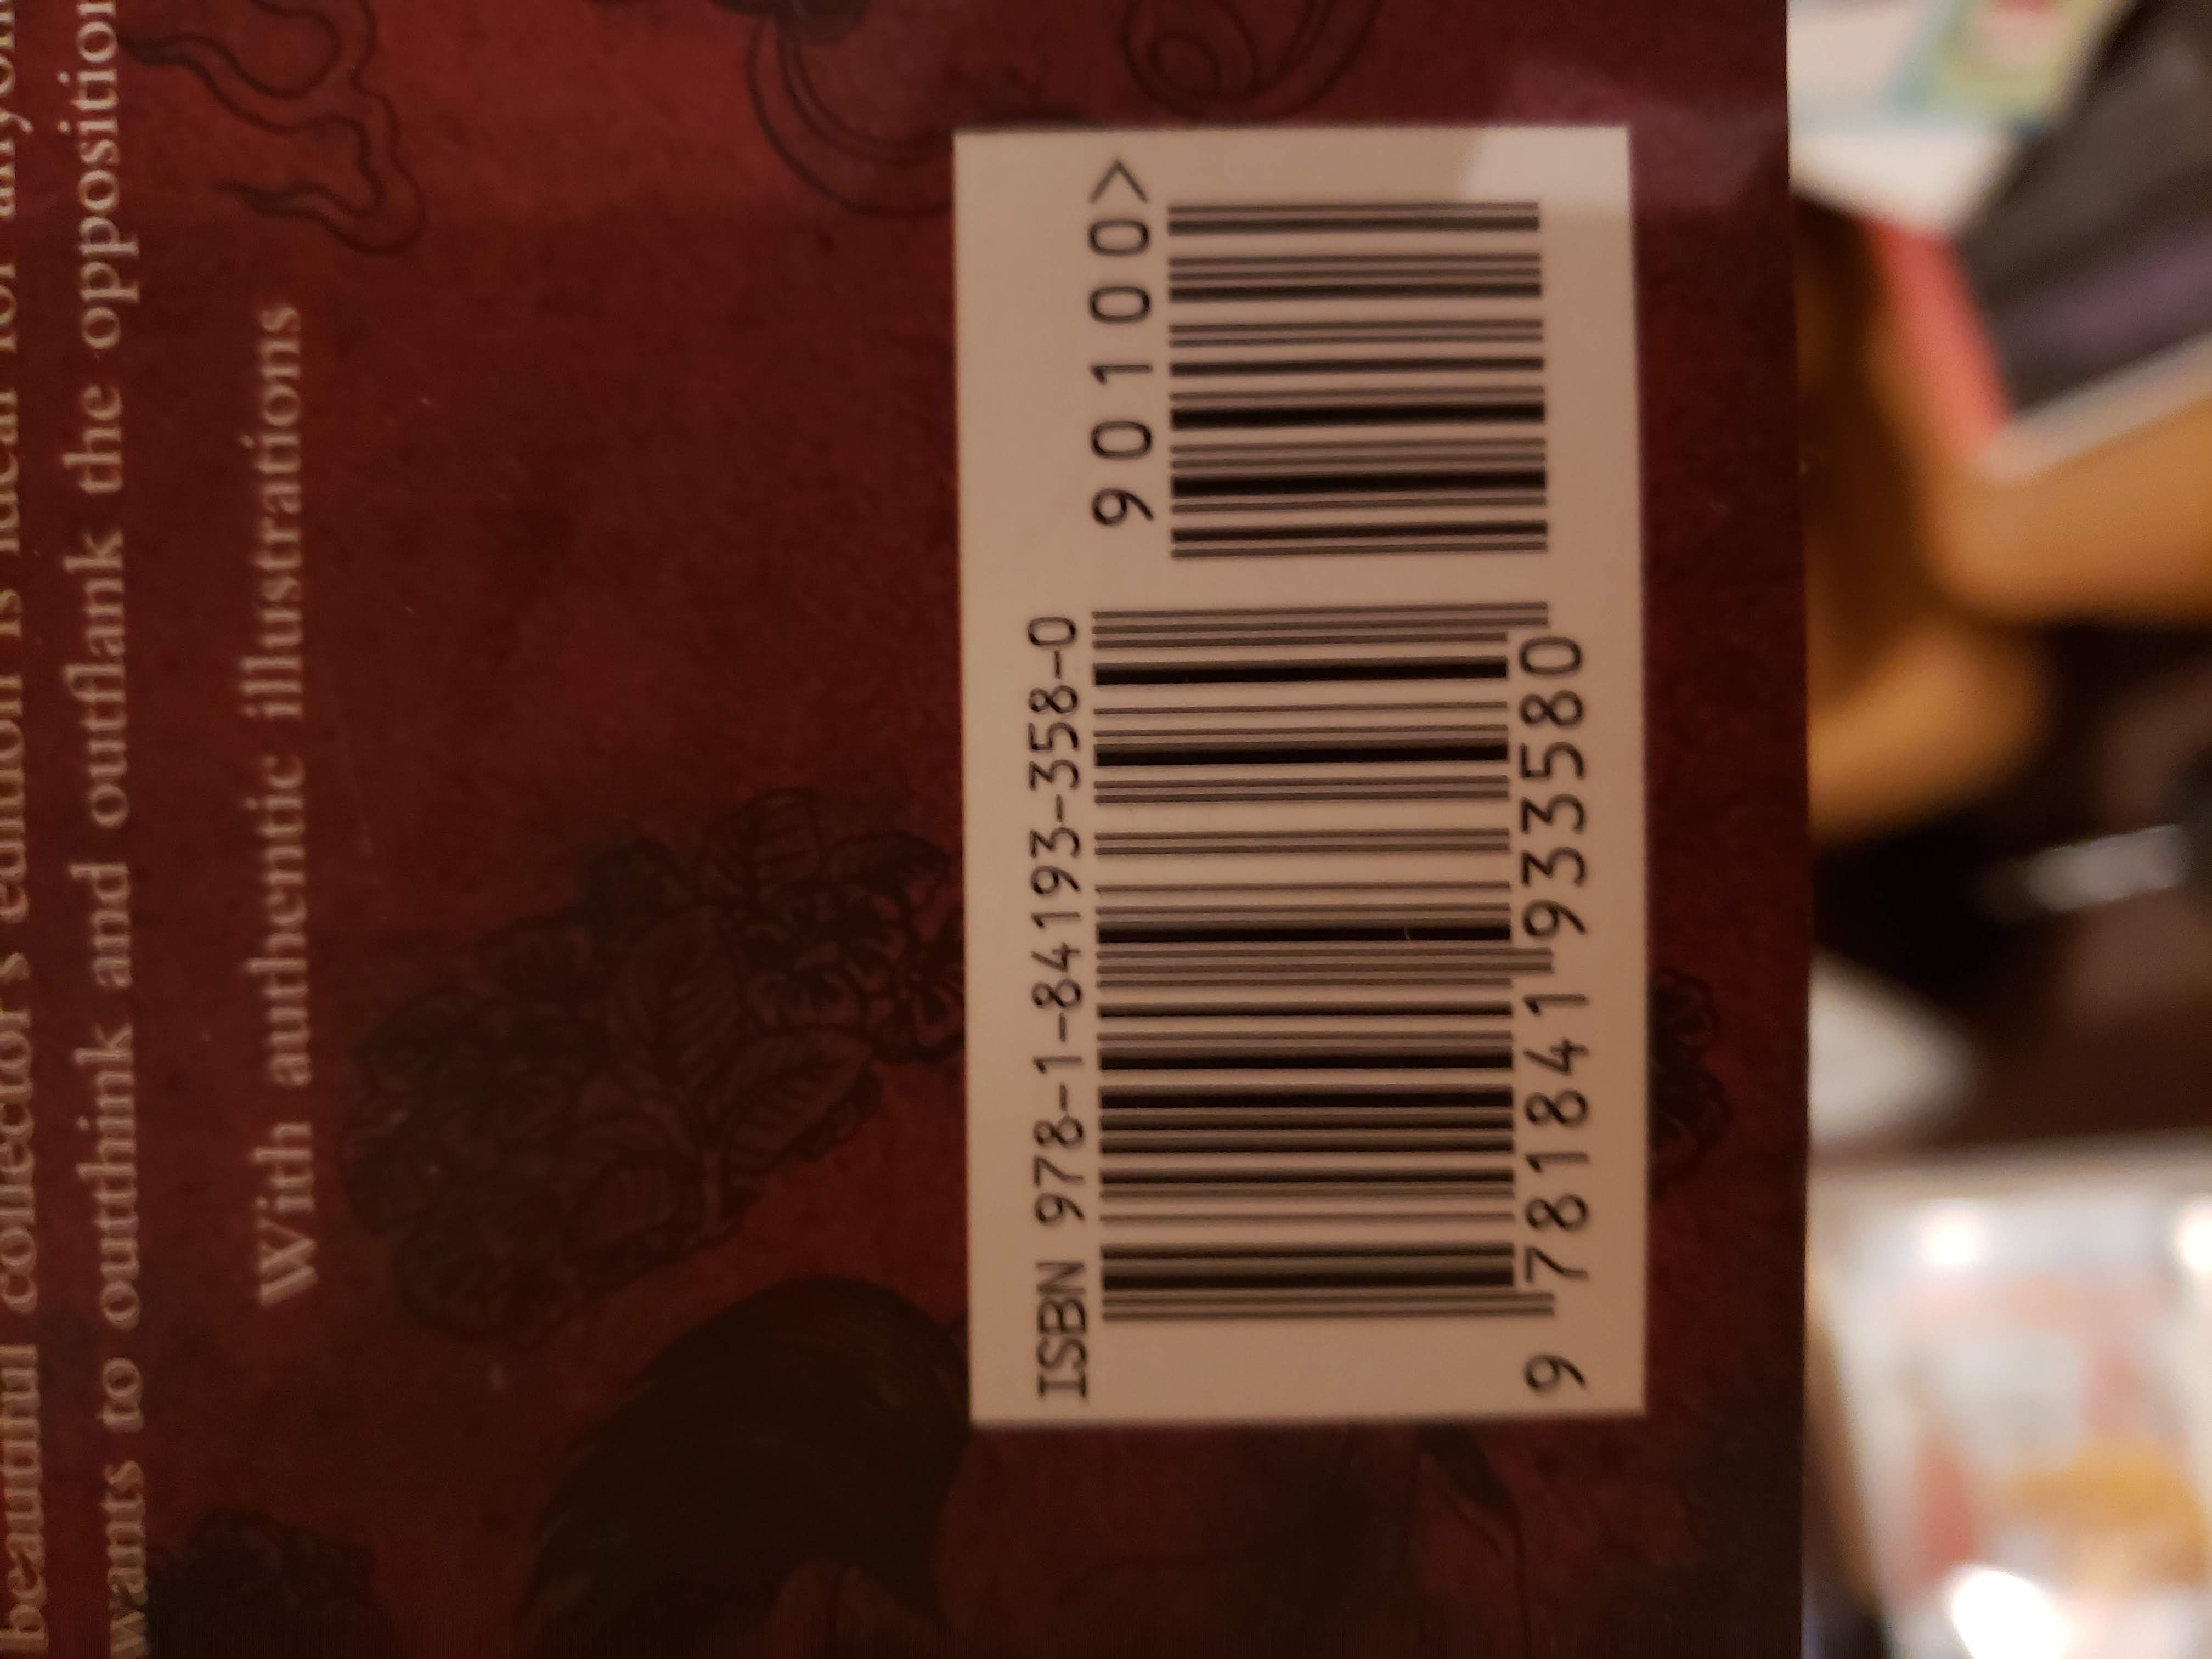 beautiful collector's edition is ideal for
wants to outthink and outflank the opposition
With authentic illustrations
ISBN 978-1-84193-358-0
90100>
9 781841 933580